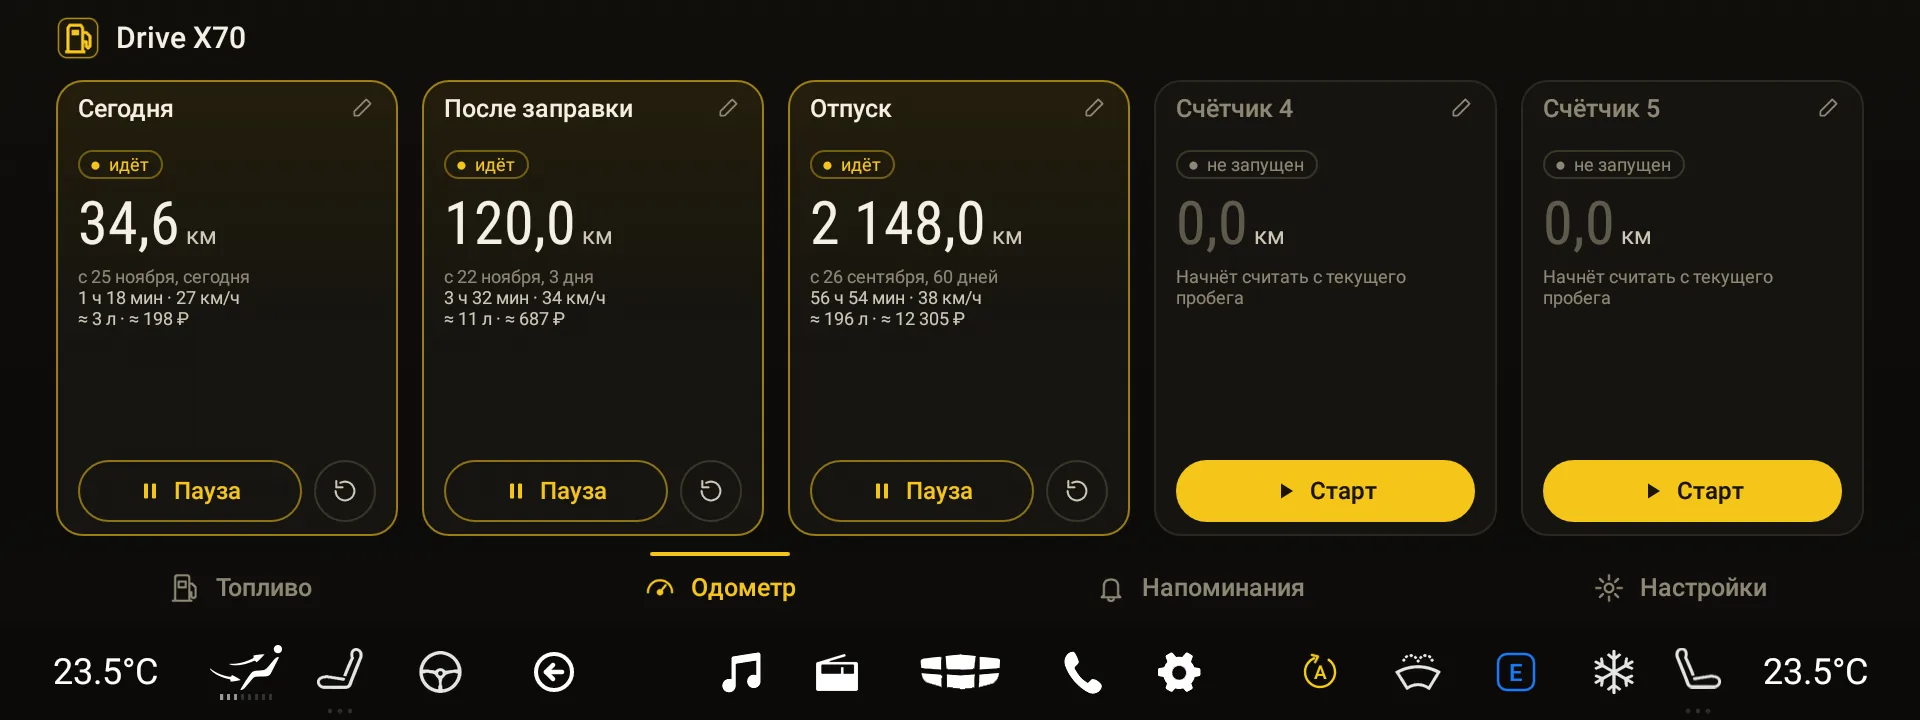 Drive X70
Сегодня
идёт
34,6 км
с 25 ноября, сегодня
1 ч 18 мин · 27 км/ч
≈ 3 л · ≈ 198 ₽
Пауза
После заправки
идёт
120,0 км
с 22 ноября, 3 дня
3 ч 32 мин · 34 км/ч
≈ 11 л · ≈ 687 ₽
Пауза
Отпуск
идёт
2 148,0 км
с 26 сентября, 60 дней
56 ч 54 мин · 38 км/ч
≈ 196 л · ≈ 12 305 ₽
Пауза
Счётчик 4
не запущен
0,0 км
Начнёт считать с текущего
пробега
Старт
Счётчик 5
не запущен
0,0 км
Начнёт считать с текущего
пробега
Старт
Топливо
Одометр
Напоминания
Настройки
23.5°C
A
E
23.5°C